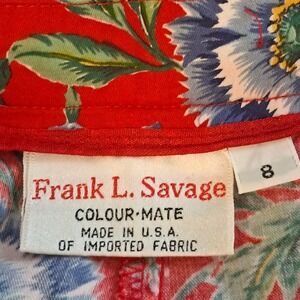 Frank L. Savage
COLOUR•MATE
MADE IN U.S.A.
OF IMPORTED FABRIC
8